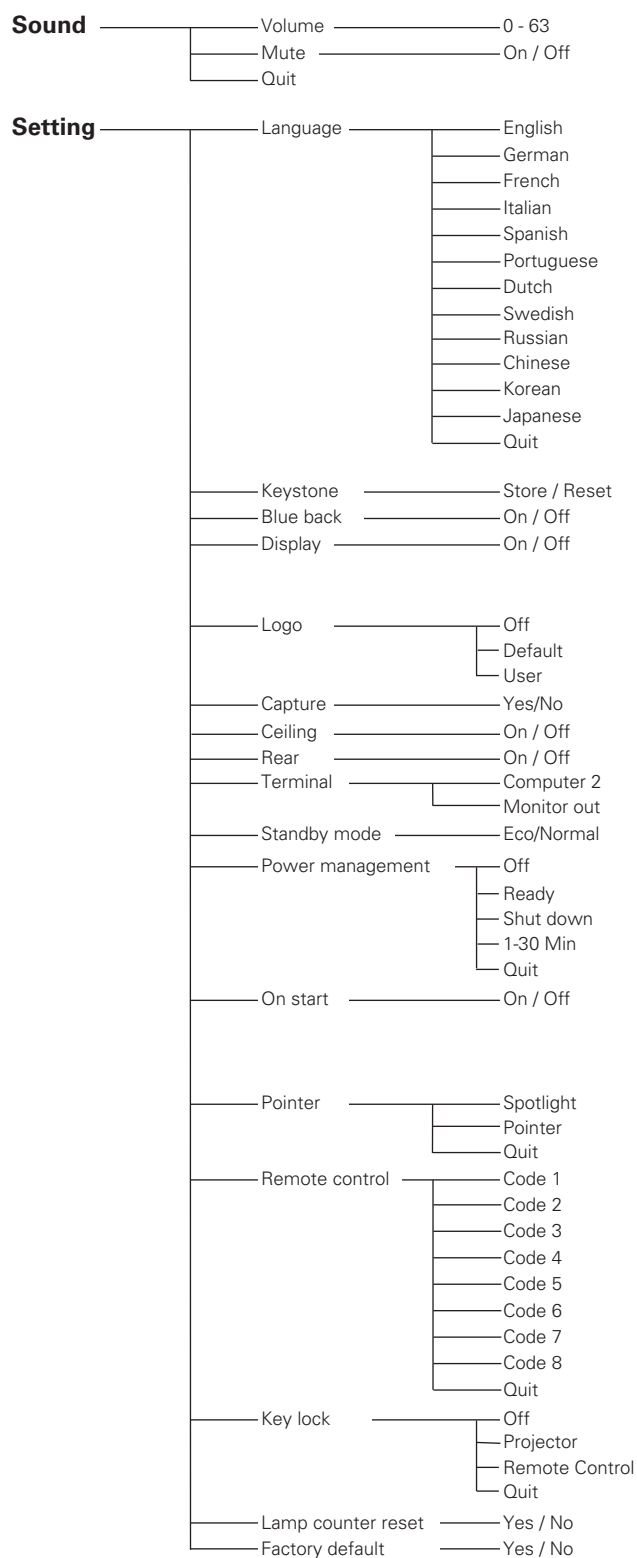 Sound Volume 0 - 63
Mute On / Off
Quit
Setting Language English
German
French
Italian
Spanish
Portuguese
Dutch
Swedish
Russian
Chinese
Korean
Japanese
Quit
Keystone Store / Reset
Blue back On / Off
Display On / Off
Logo Off
Default
User
Capture Yes/No
Ceiling On / Off
Rear On / Off
Terminal Computer 2
Monitor out
Standby mode Eco/Normal
Power management Off
Ready
Shut down
1-30 Min
Quit
On start On / Off
Pointer Spotlight
Pointer
Quit
Remote control Code 1
Code 2
Code 3
Code 4
Code 5
Code 6
Code 7
Code 8
Quit
Key lock Off
Projector
Remote Control
Quit
Lamp counter reset Yes / No
Factory default Yes / No